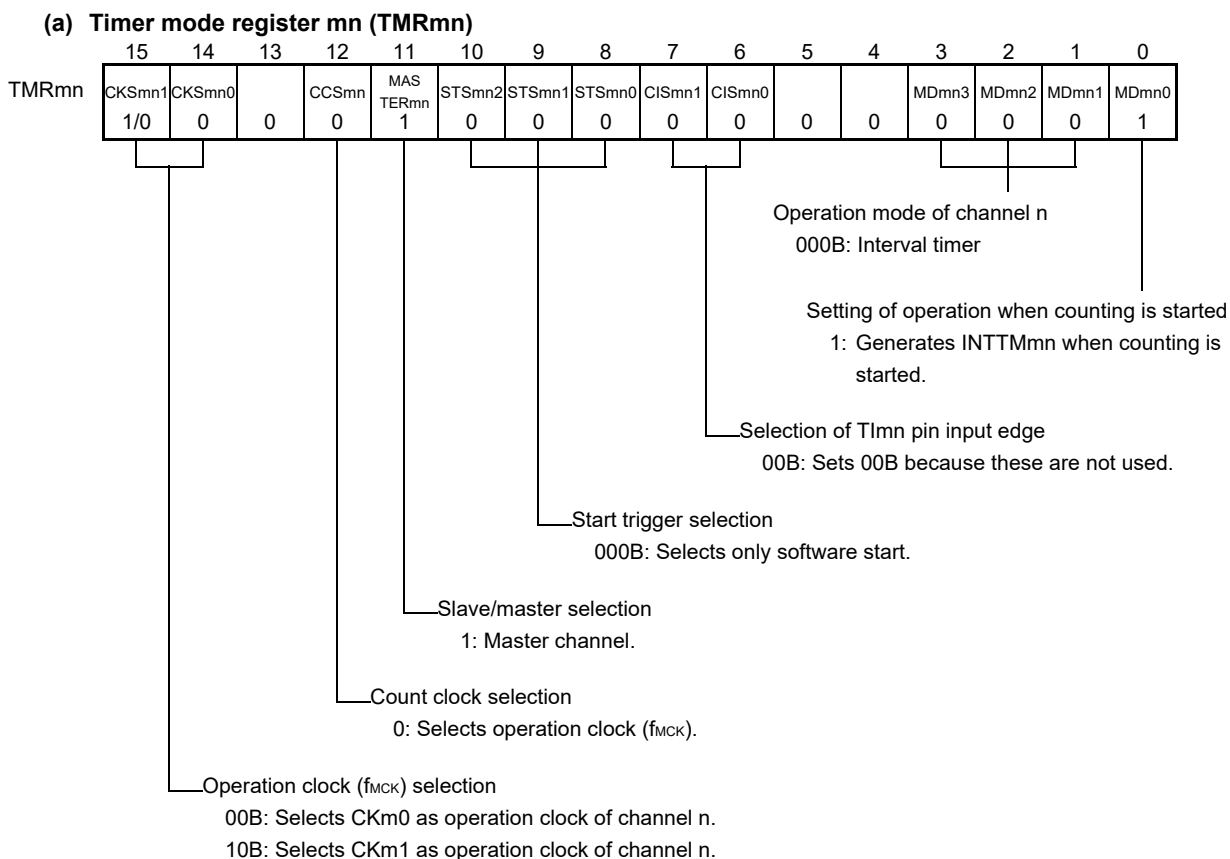 (a) Timer mode register mn (TMRmn)
15 14 13 12 11 10 9 8 7 6 5 4 3 2 1 0
TMRmn CKSmn1 CKSmn0 CCSmn MAS TERmn STSmn2 STSmn1 STSmn0 CISmn1 CISmn0 MDmn3 MDmn2 MDmn1 MDmn0
1/0 0 0 0 1 0 0 0 0 0 0 0 0 0 0 1
Operation mode of channel n
000B: Interval timer
Setting of operation when counting is started
1: Generates INTTMmn when counting is
started.
Selection of TImn pin input edge
00B: Sets 00B because these are not used.
Start trigger selection
000B: Selects only software start.
Slave/master selection
1: Master channel.
Count clock selection
0: Selects operation clock (fMCK).
Operation clock (fMCK) selection
00B: Selects CKm0 as operation clock of channel n.
10B: Selects CKm1 as operation clock of channel n.